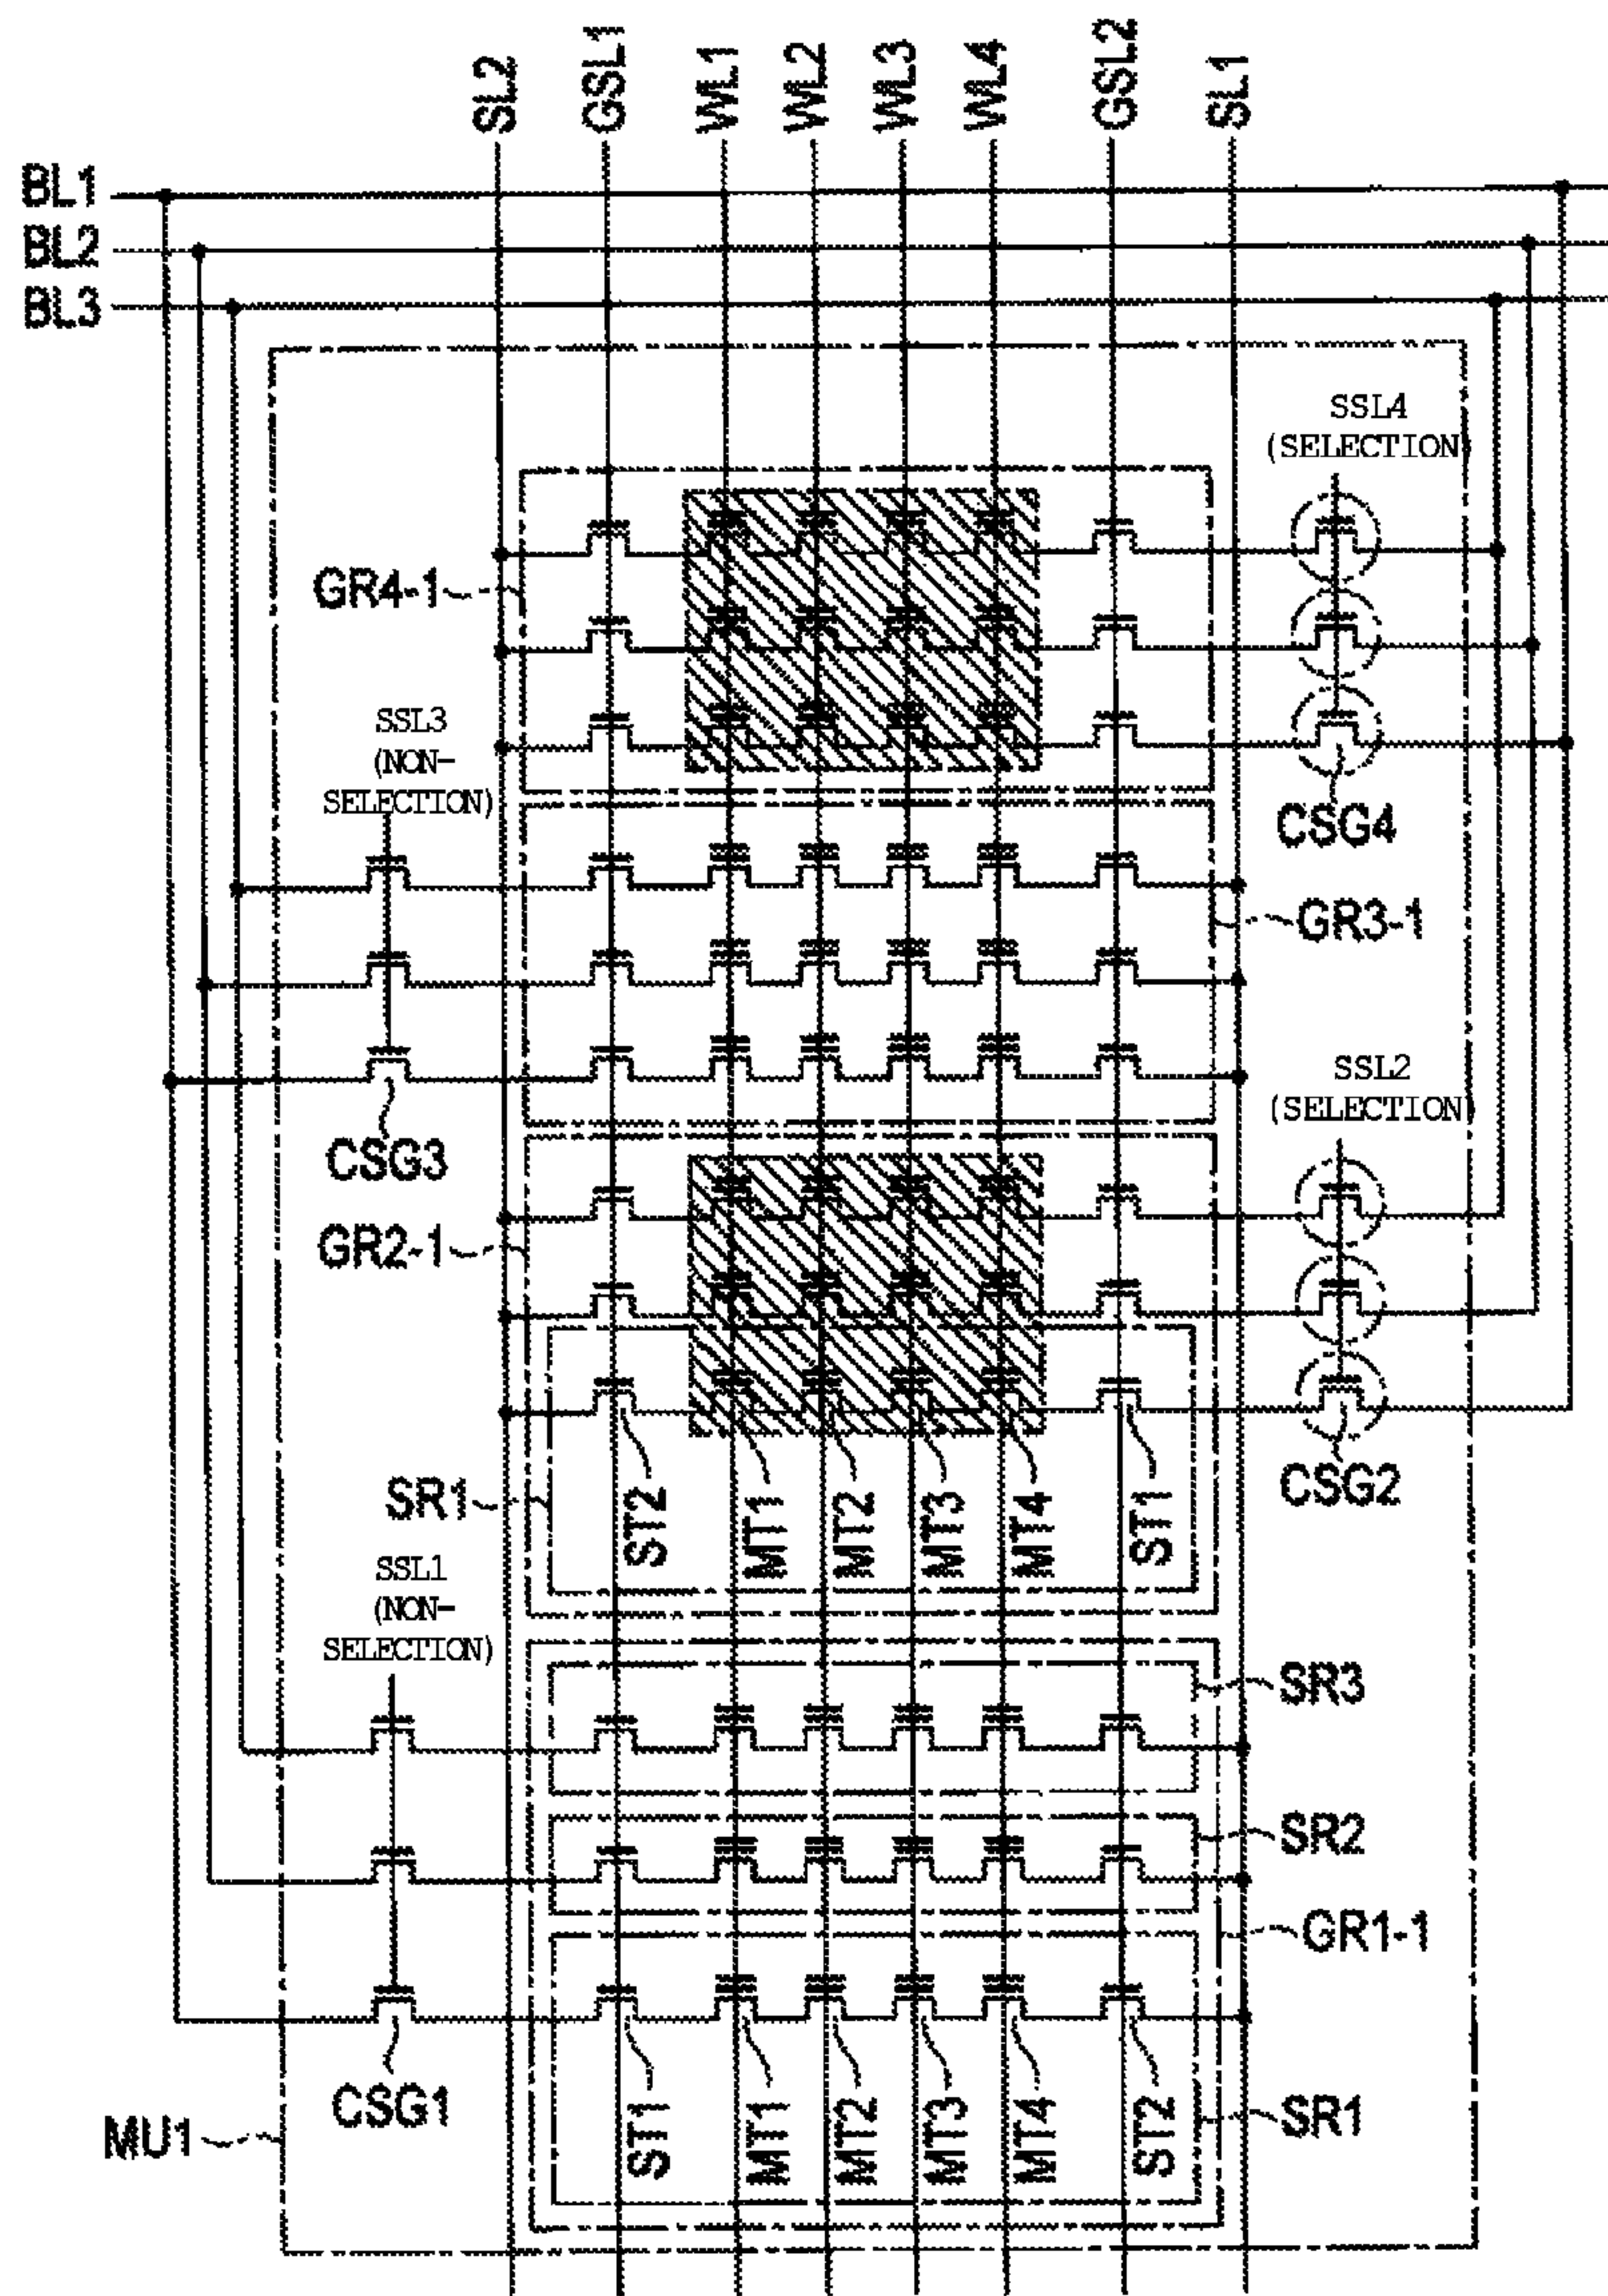 SL2
GSL1
WL1
WL2
WL3
WL4
GSL2
SL1
BL1
BL2
BL3
SSL4
(SELECTION)
GR4-1
SSL3
(NON-
SELECTION)
CSG4
GR3-1
CSG3
SSL2
(SELECTION)
GR2-1
SR1
ST2
MT1
MT2
MT3
MT4
ST1
CSG2
SSL1
(NON-
SELECTION)
SR3
SR2
GR1-1
CSG1
MU1
ST1
MT1
MT2
MT3
MT4
ST2
SR1